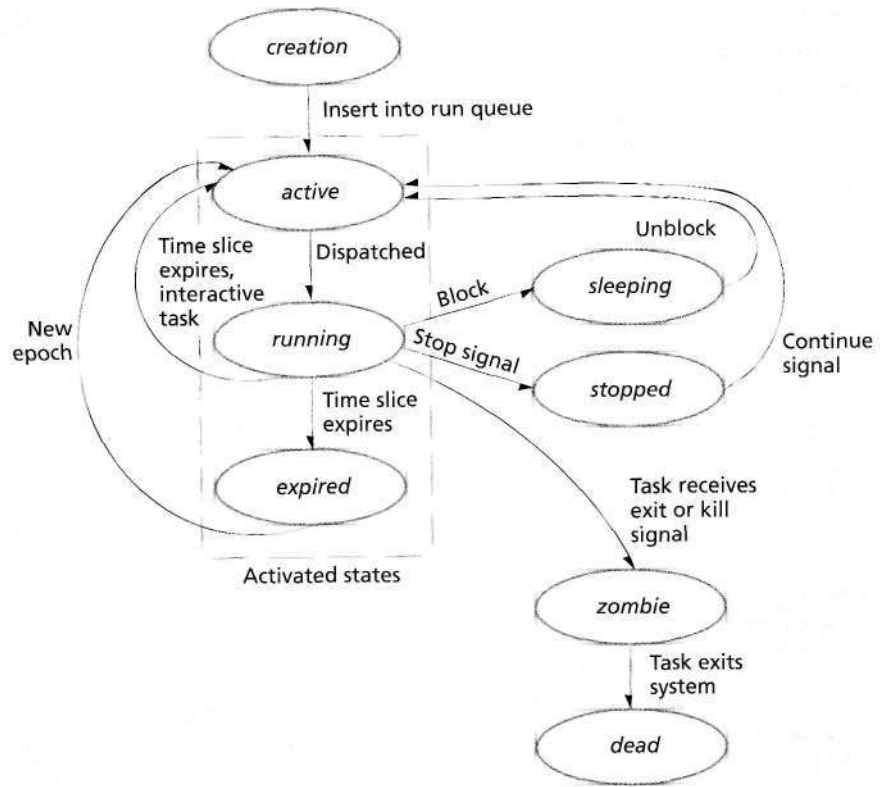 creation
Insert into run queue
active
Dispatched
Time slice
expires,
interactive
task
New
epoch
running
Block
Stop signal
Unblock
sleeping
stopped
Continue
signal
Time slice
expires
expired
Activated states
Task receives
exit or kill
signal
zombie
Task exits
system
dead